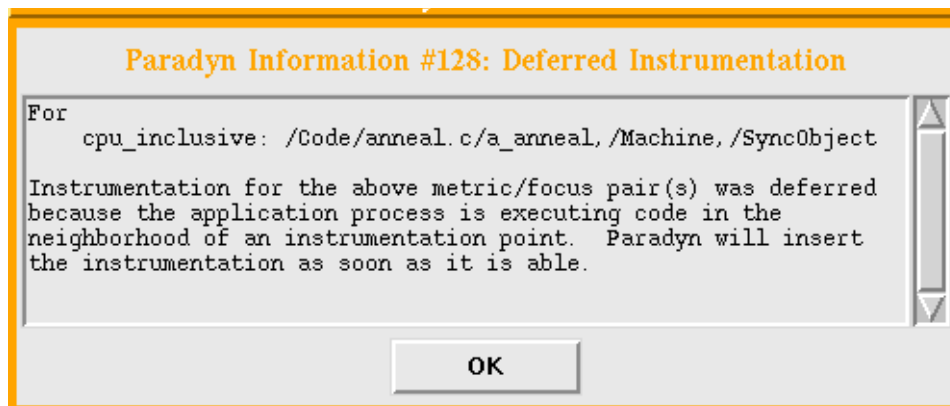 Paradyn Information #128: Deferred Instrumentation
For
    cpu_inclusive: /Code/anneal.c/a_anneal,/Machine,/SyncObject
Instrumentation for the above metric/focus pair(s) was deferred
because the application process is executing code in the
neighborhood of an instrumentation point.  Paradyn will insert
the instrumentation as soon as it is able.
OK